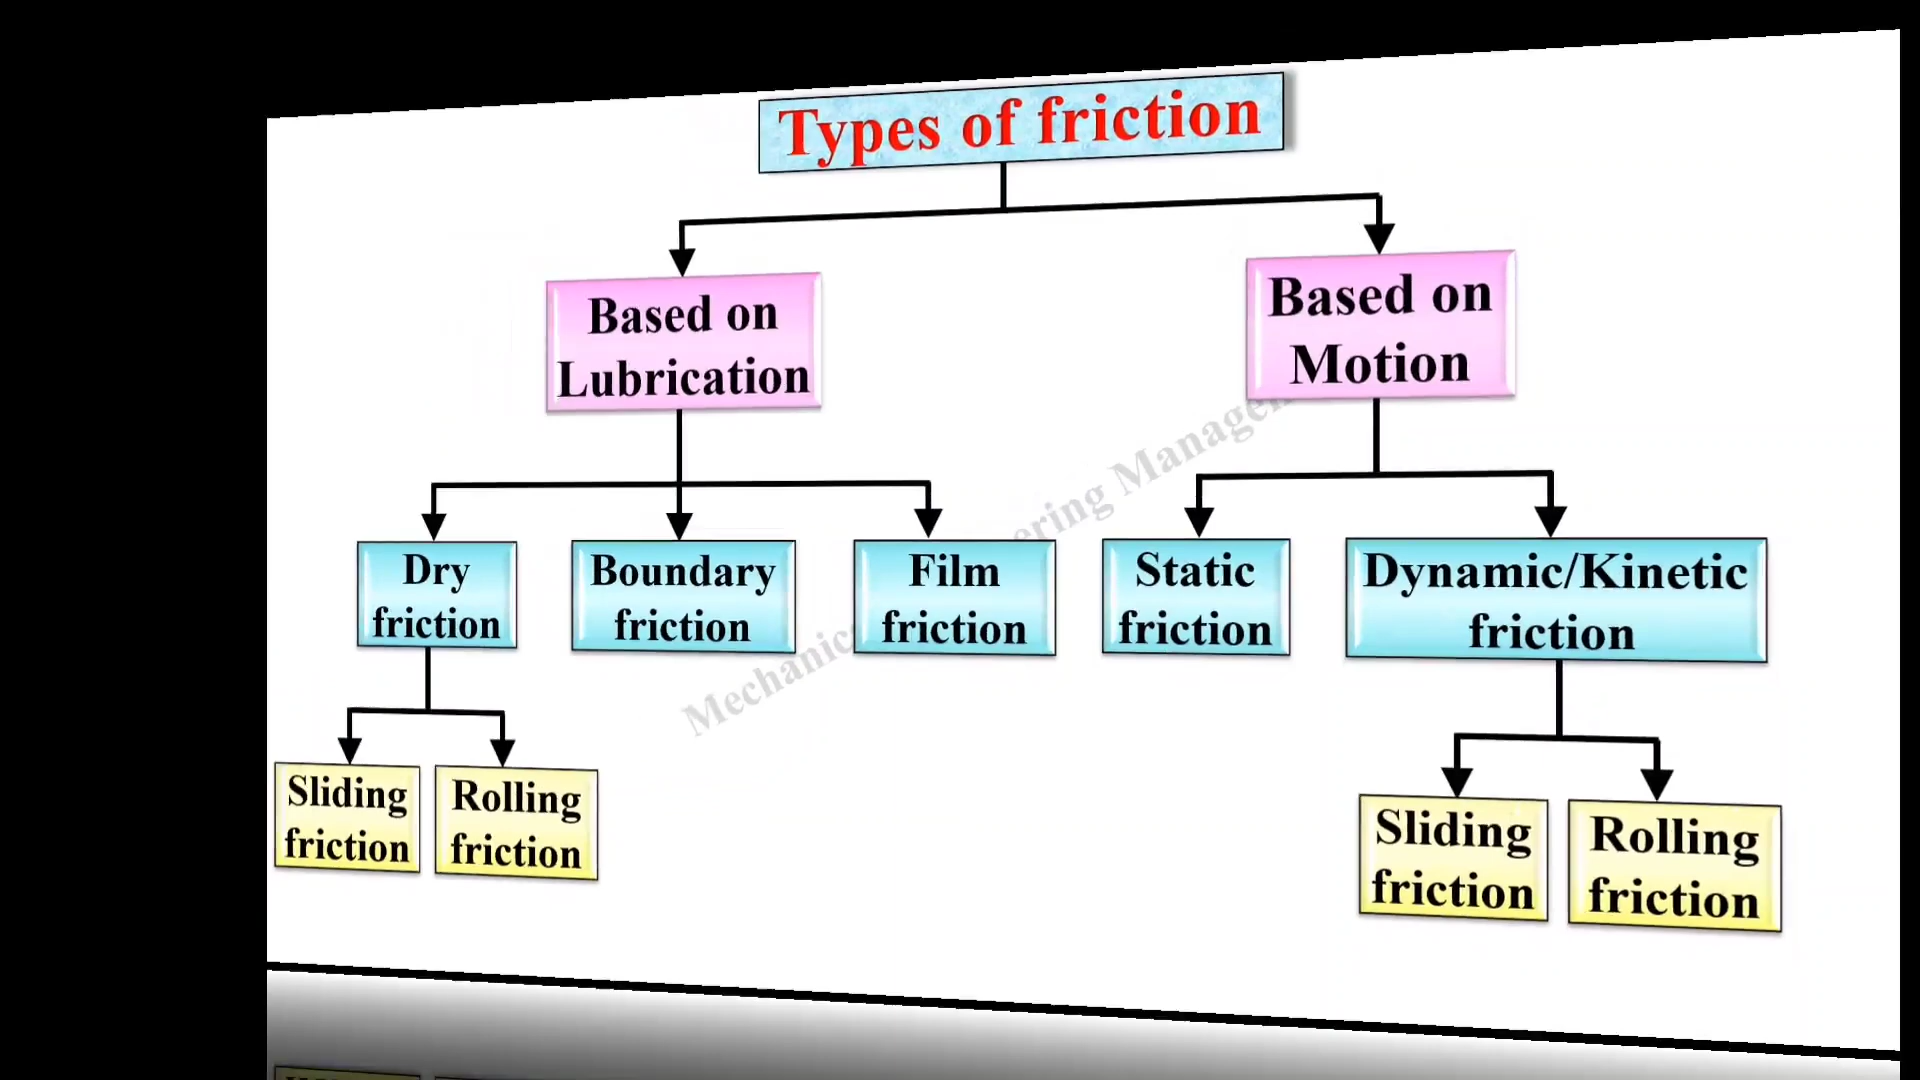 Types of friction
Based on
Lubrication
Based on
Motion
Dry
friction
Boundary
friction
Film
friction
Static
friction
Dynamic/Kinetic
friction
Sliding
friction
Rolling
friction
Sliding
friction
Rolling
friction